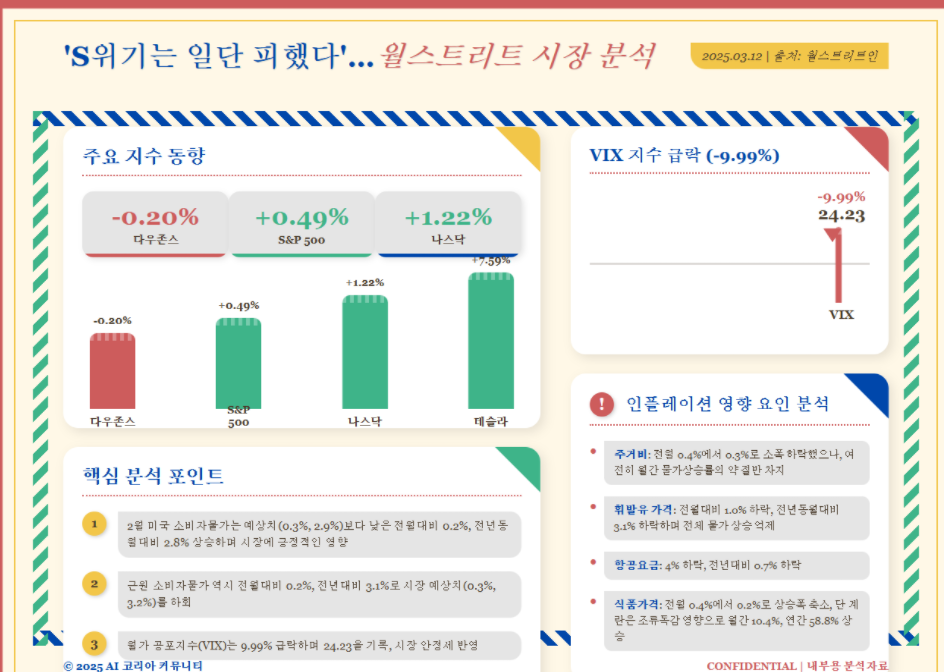 'S위기는 일단 피했다'... 월스트리트 시장 분석
2025.03.12 | 출처: 월스트리트인
주요 지수 동향
-0.20%
다우존스
+0.49%
S&P 500
+1.22%
나스닥
-0.20%
+0.49%
+1.22%
+7.59%
다우존스
S&P
500
나스닥
테슬라
핵심 분석 포인트
1
2월 미국 소비자물가는 예상치(0.3%, 2.9%)보다 낮은 전월대비 0.2%, 전년동
월대비 2.8% 상승하며 시장에 긍정적인 영향
2
근원 소비자물가 역시 전월대비 0.2%, 전년대비 3.1%로 시장 예상치(0.3%,
3.2%)를 하회
3
월가 공포지수(VIX)는 9.99% 급락하며 24.23을 기록, 시장 안정세 반영
VIX 지수 급락 (-9.99%)
-9.99%
24.23
VIX
! 인플레이션 영향 요인 분석
주거비: 전월 0.4%에서 0.3%로 소폭 하락했으나, 여
전히 월간 물가상승률의 약 절반 차지
휘발유 가격: 전월대비 1.0% 하락, 전년동월대비
3.1% 하락하며 전체 물가 상승 억제
항공요금: 4% 하락, 전년대비 0.7% 하락
식품가격: 전월 0.4%에서 0.2%로 상승폭 축소, 단 계
란은 조류독감 영향으로 월간 10.4%, 연간 58.8% 상
승
© 2025 AI 코리아 커뮤니티
CONFIDENTIAL | 내부용 분석자료